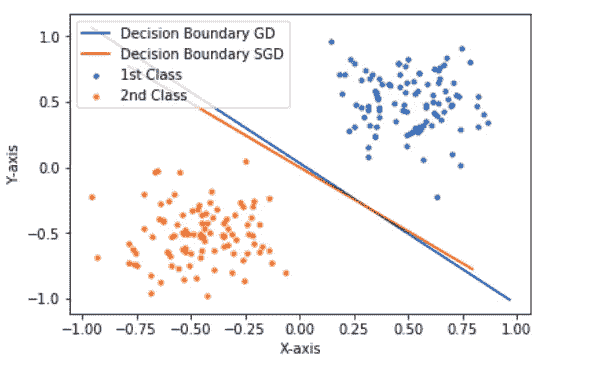 Decision Boundary GD
Decision Boundary SGD
1st Class
2nd Class
1.0
0.5
0.0
−0.5
−1.0
Y-axis
−1.00 −0.75 −0.50 −0.25 0.00 0.25 0.50 0.75 1.00
X-axis